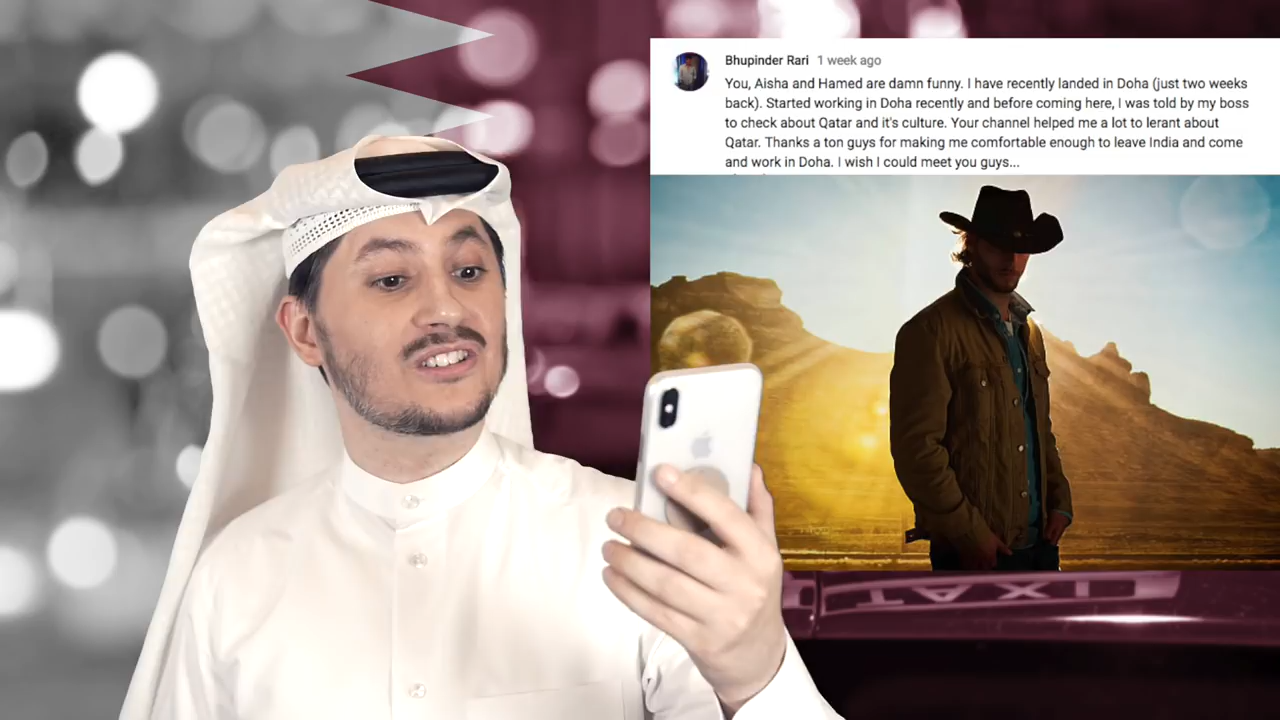 Bhupinder Rari 1 week ago
You, Aisha and Hamed are damn funny. I have recently landed in Doha (just two weeks
back). Started working in Doha recently and before coming here, I was told by my boss
to check about Qatar and it's culture. Your channel helped me a lot to lerant about
Qatar. Thanks a ton guys for making me comfortable enough to leave India and come
and work in Doha. I wish I could meet you guys...
TAXI